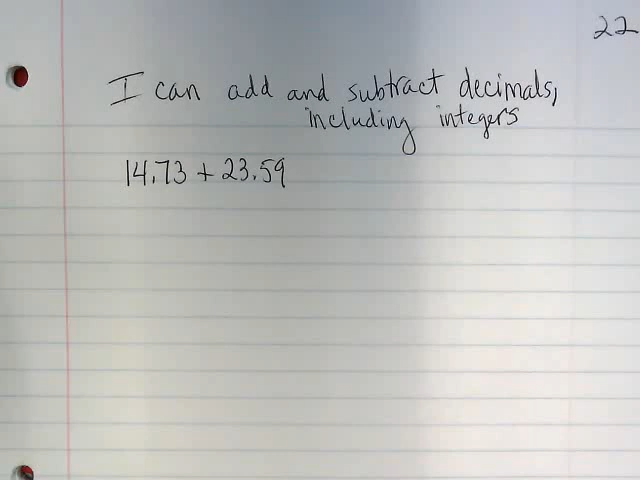 22
I can add and subtract decimals,
including integers
14.73 + 23.59